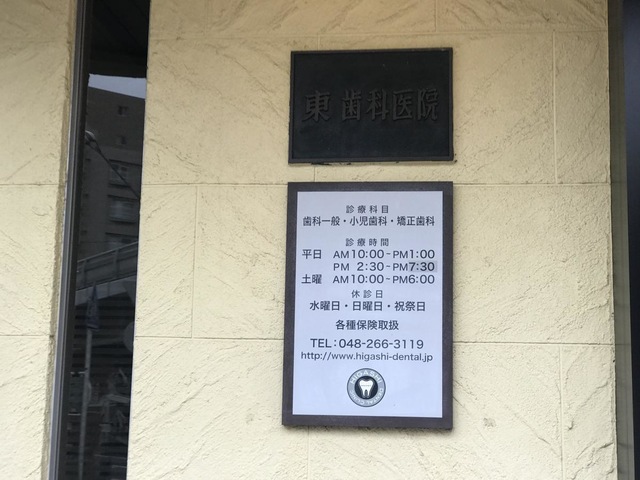 東歯科医院
診療科目
歯科一般・小児歯科・矯正歯科
診療時間
平日 AM10:00-PM1:00
PM 2:30-PM7:30
土曜 AM10:00-PM6:00
休診日
水曜日・日曜日・祝祭日
各種保険取扱
TEL:048-266-3119
http://www.higashi-dental.jp
HIGASHI